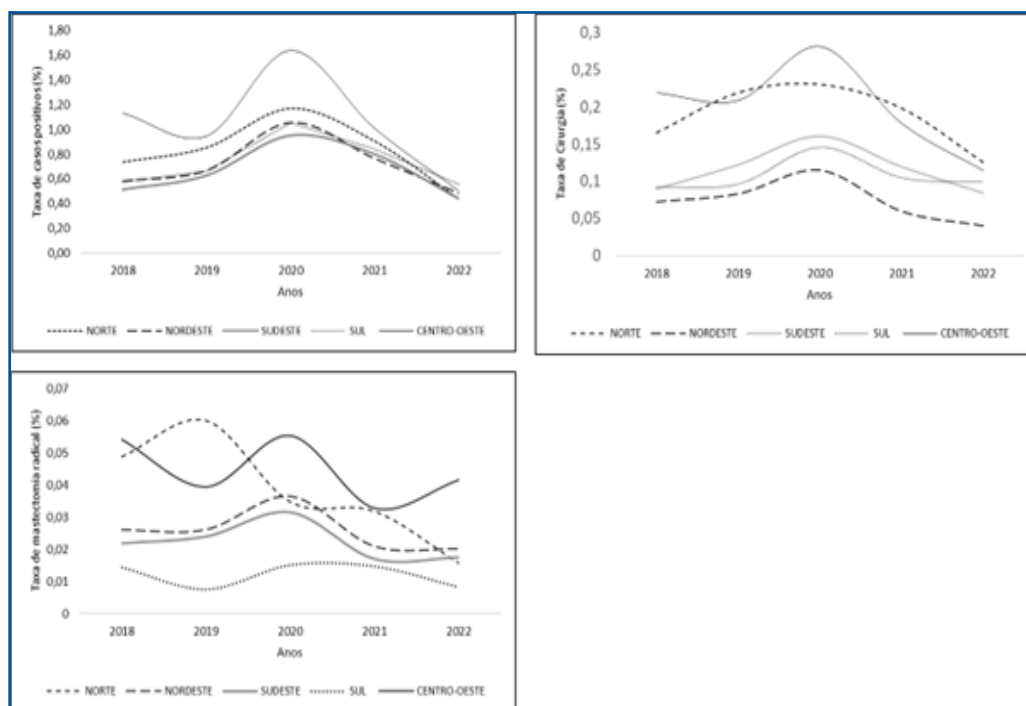 Taxa de casos positivos (%)
1,80
1,60
1,40
1,20
1,00
0,80
0,60
0,40
0,20
0,00
2018 2019 2020 2021 2022
Anos
NORTE NORDESTE SUDESTE SUL CENTRO-OESTE
Taxa de Cirurgia (%)
0,3
0,25
0,2
0,15
0,1
0,05
0
2018 2019 2020 2021 2022
Anos
NORTE NORDESTE SUDESTE SUL CENTRO-OESTE
Taxa de mastectomia radical (%)
0,07
0,06
0,05
0,04
0,03
0,02
0,01
0
2018 2019 2020 2021 2022
Anos
NORTE NORDESTE SUDESTE SUL CENTRO-OESTE